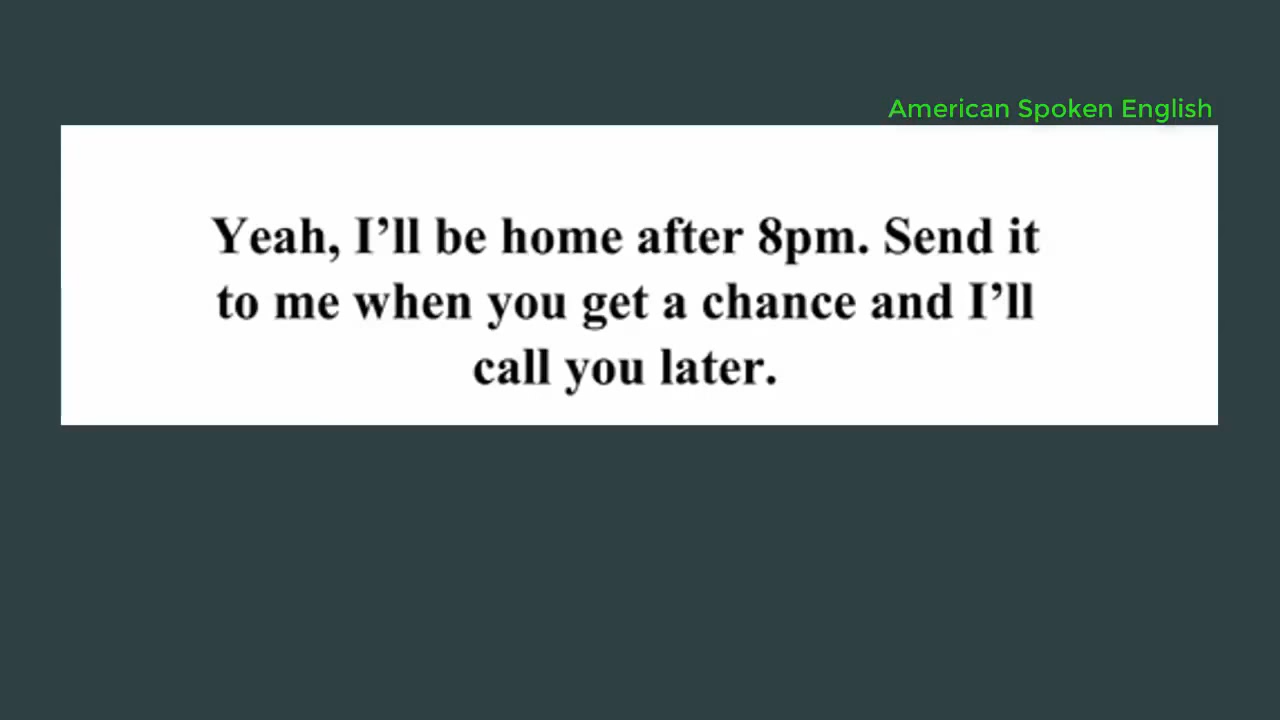 American Spoken English
Yeah, I’ll be home after 8pm. Send it
to me when you get a chance and I’ll
call you later.